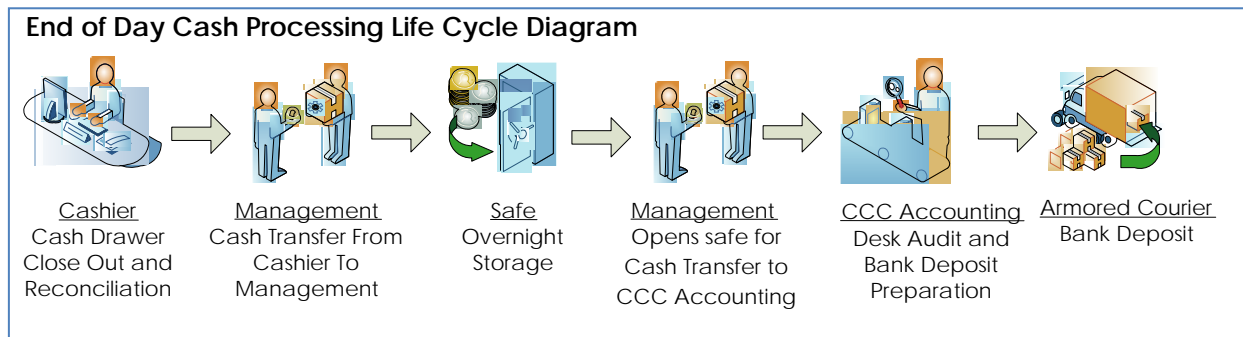 End of Day Cash Processing Life Cycle Diagram
Cashier
Cash Drawer
Close Out and
Reconciliation
Management
Cash Transfer From
Cashier To
Management
Safe
Overnight
Storage
Management
Opens safe for
Cash Transfer to
CCC Accounting
CCC Accounting
Desk Audit and
Bank Deposit
Preparation
Armored Courier
Bank Deposit